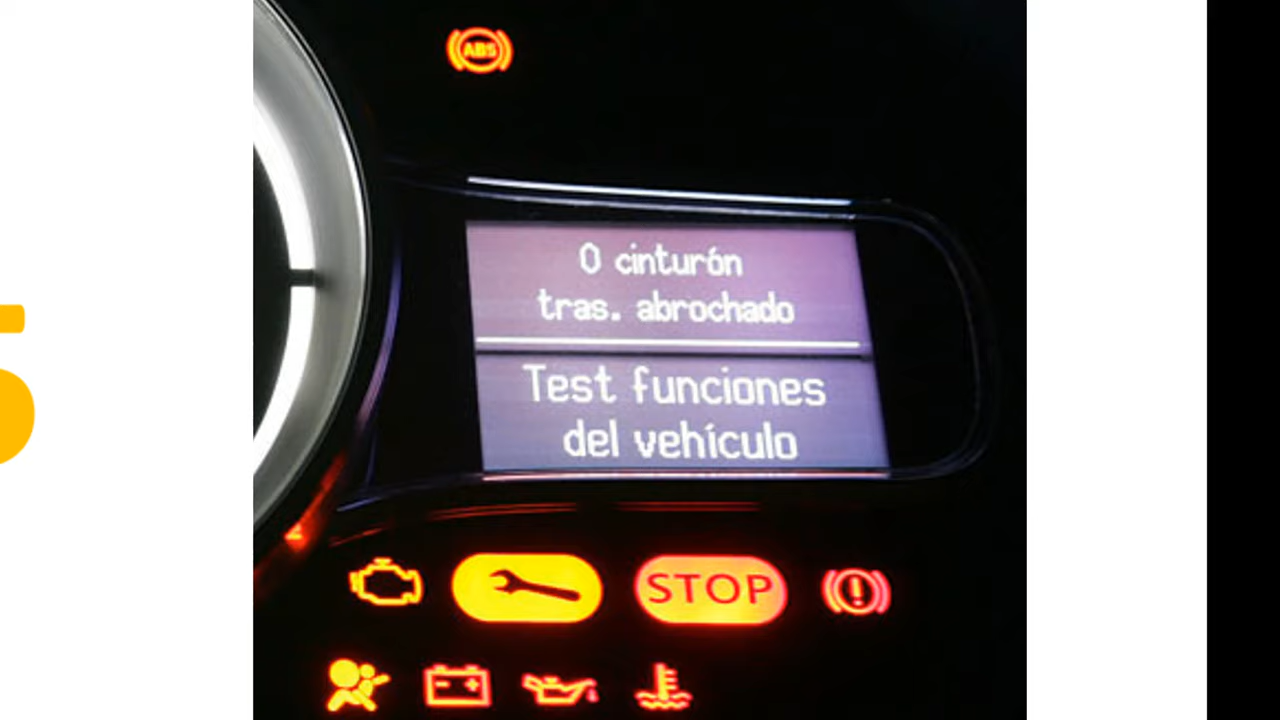 ABS
0 cinturón
tras. abrochado
Test funciones
del vehículo
STOP